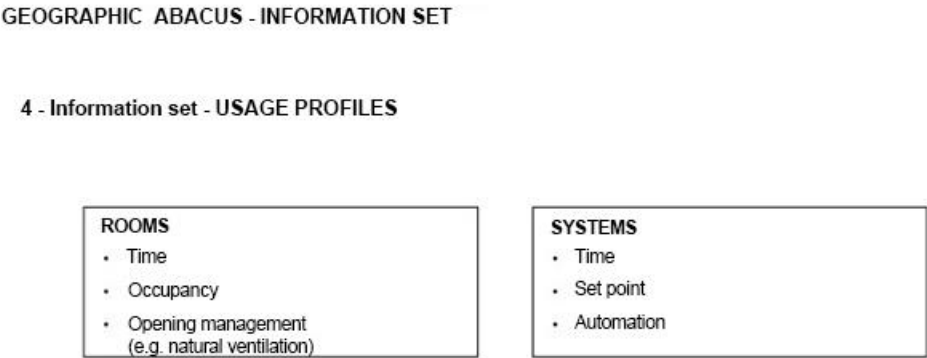 GEOGRAPHIC ABACUS - INFORMATION SET
4 - Information set - USAGE PROFILES
ROOMS
• Time
• Occupancy
• Opening management
(e.g. natural ventilation)
SYSTEMS
• Time
• Set point
• Automation